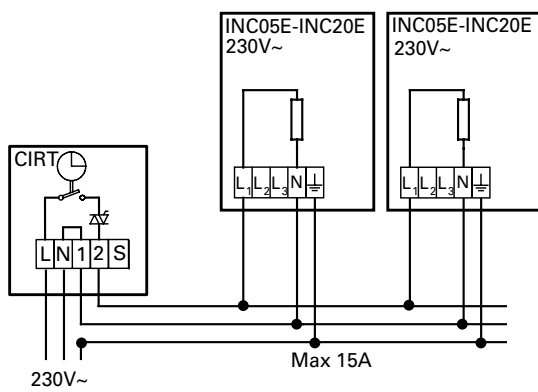 INC05E-INC20E
230V~
INC05E-INC20E
230V~
CIRT
L₁ L₂ L₃ N
L₁ L₂ L₃ N
L N 1 2 S
Max 15A
230V~